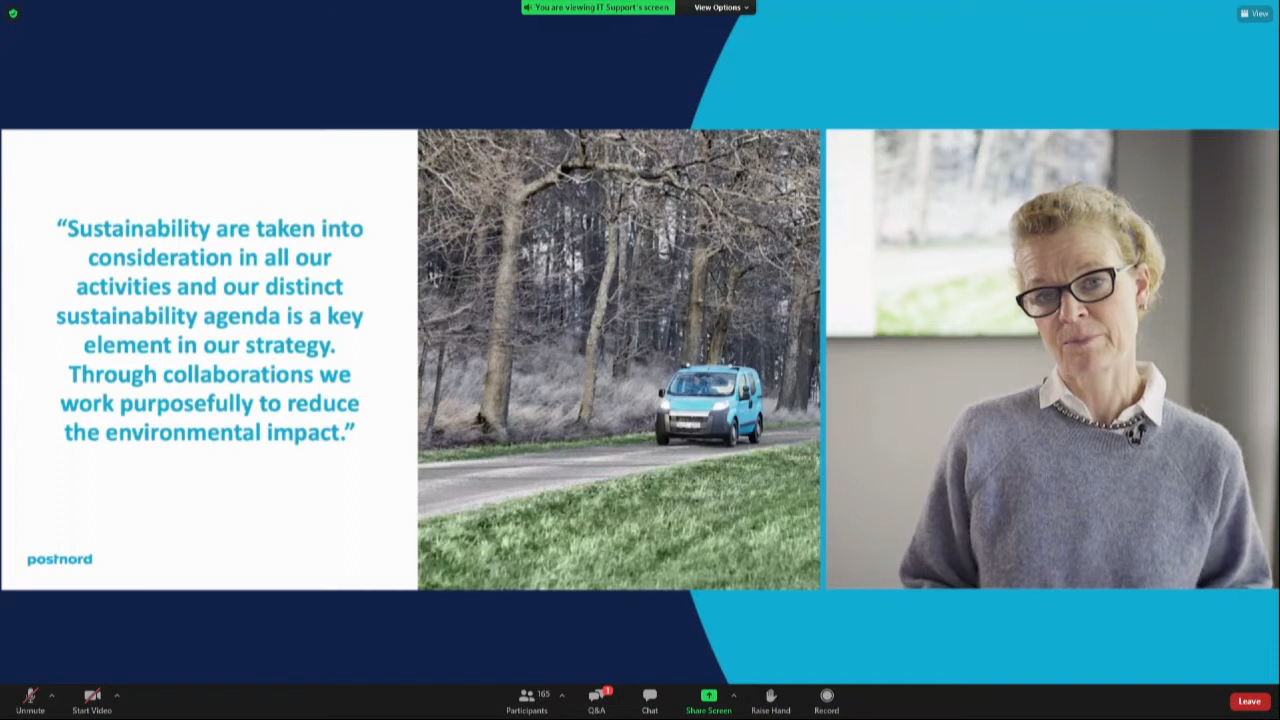 You are viewing IT Support's screen
View Options
View
“Sustainability are taken into
consideration in all our
activities and our distinct
sustainability agenda is a key
element in our strategy.
Through collaborations we
work purposefully to reduce
the environmental impact.”
postnord
Unmute
Start Video
165
Participants
1
Q&A
Chat
Share Screen
Raise Hand
Record
Leave